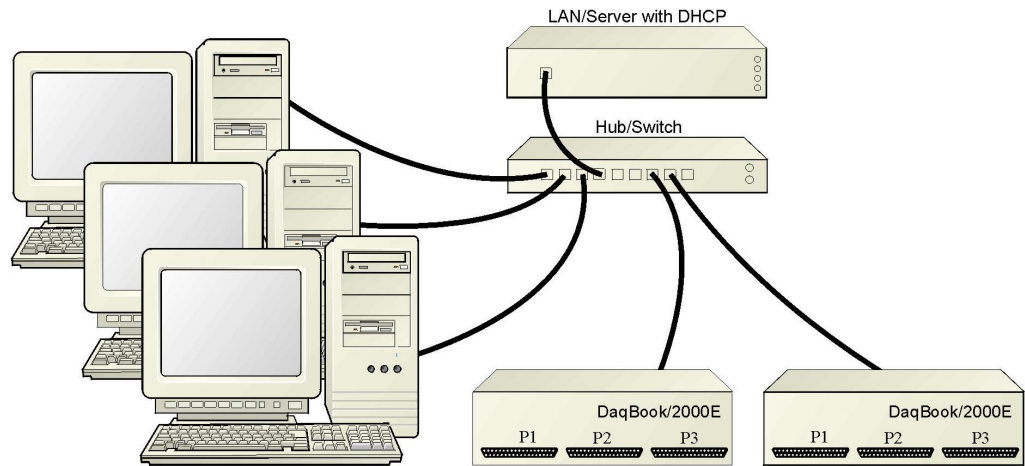 LAN/Server with DHCP
Hub/Switch
DaqBook/2000E
P1 P2 P3
DaqBook/2000E
P1 P2 P3